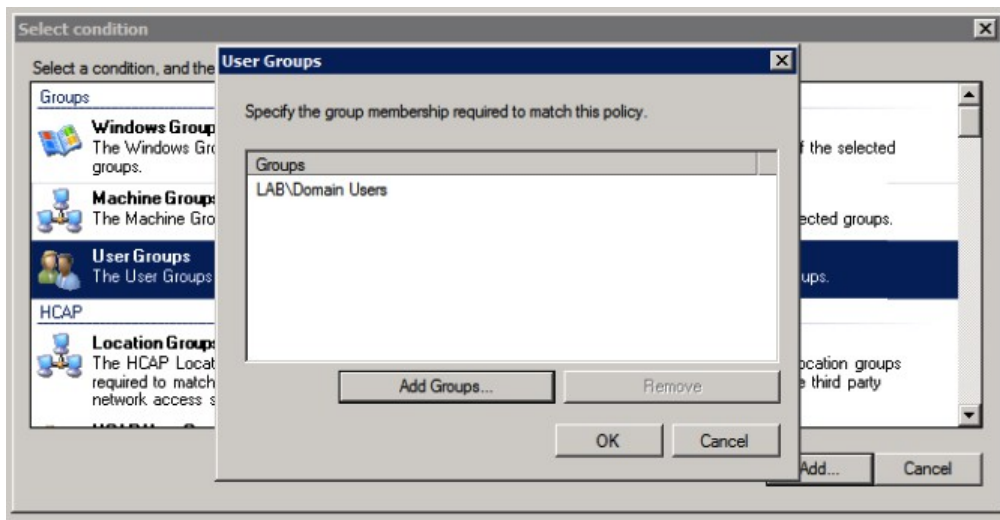 Select condition
Select a condition, and the
User Groups
Specify the group membership required to match this policy.
Groups
LAB\Domain Users
Add Groups...
Remove
OK
Cancel
Groups
Windows Group
The Windows Gro
f the selected
groups.
Machine Groups
The Machine Gro
ected groups.
User Groups
The User Groups
ups.
HCAP
Location Groups
The HCAP Locat
ocation groups
required to match
e third party
network access s
Add...
Cancel